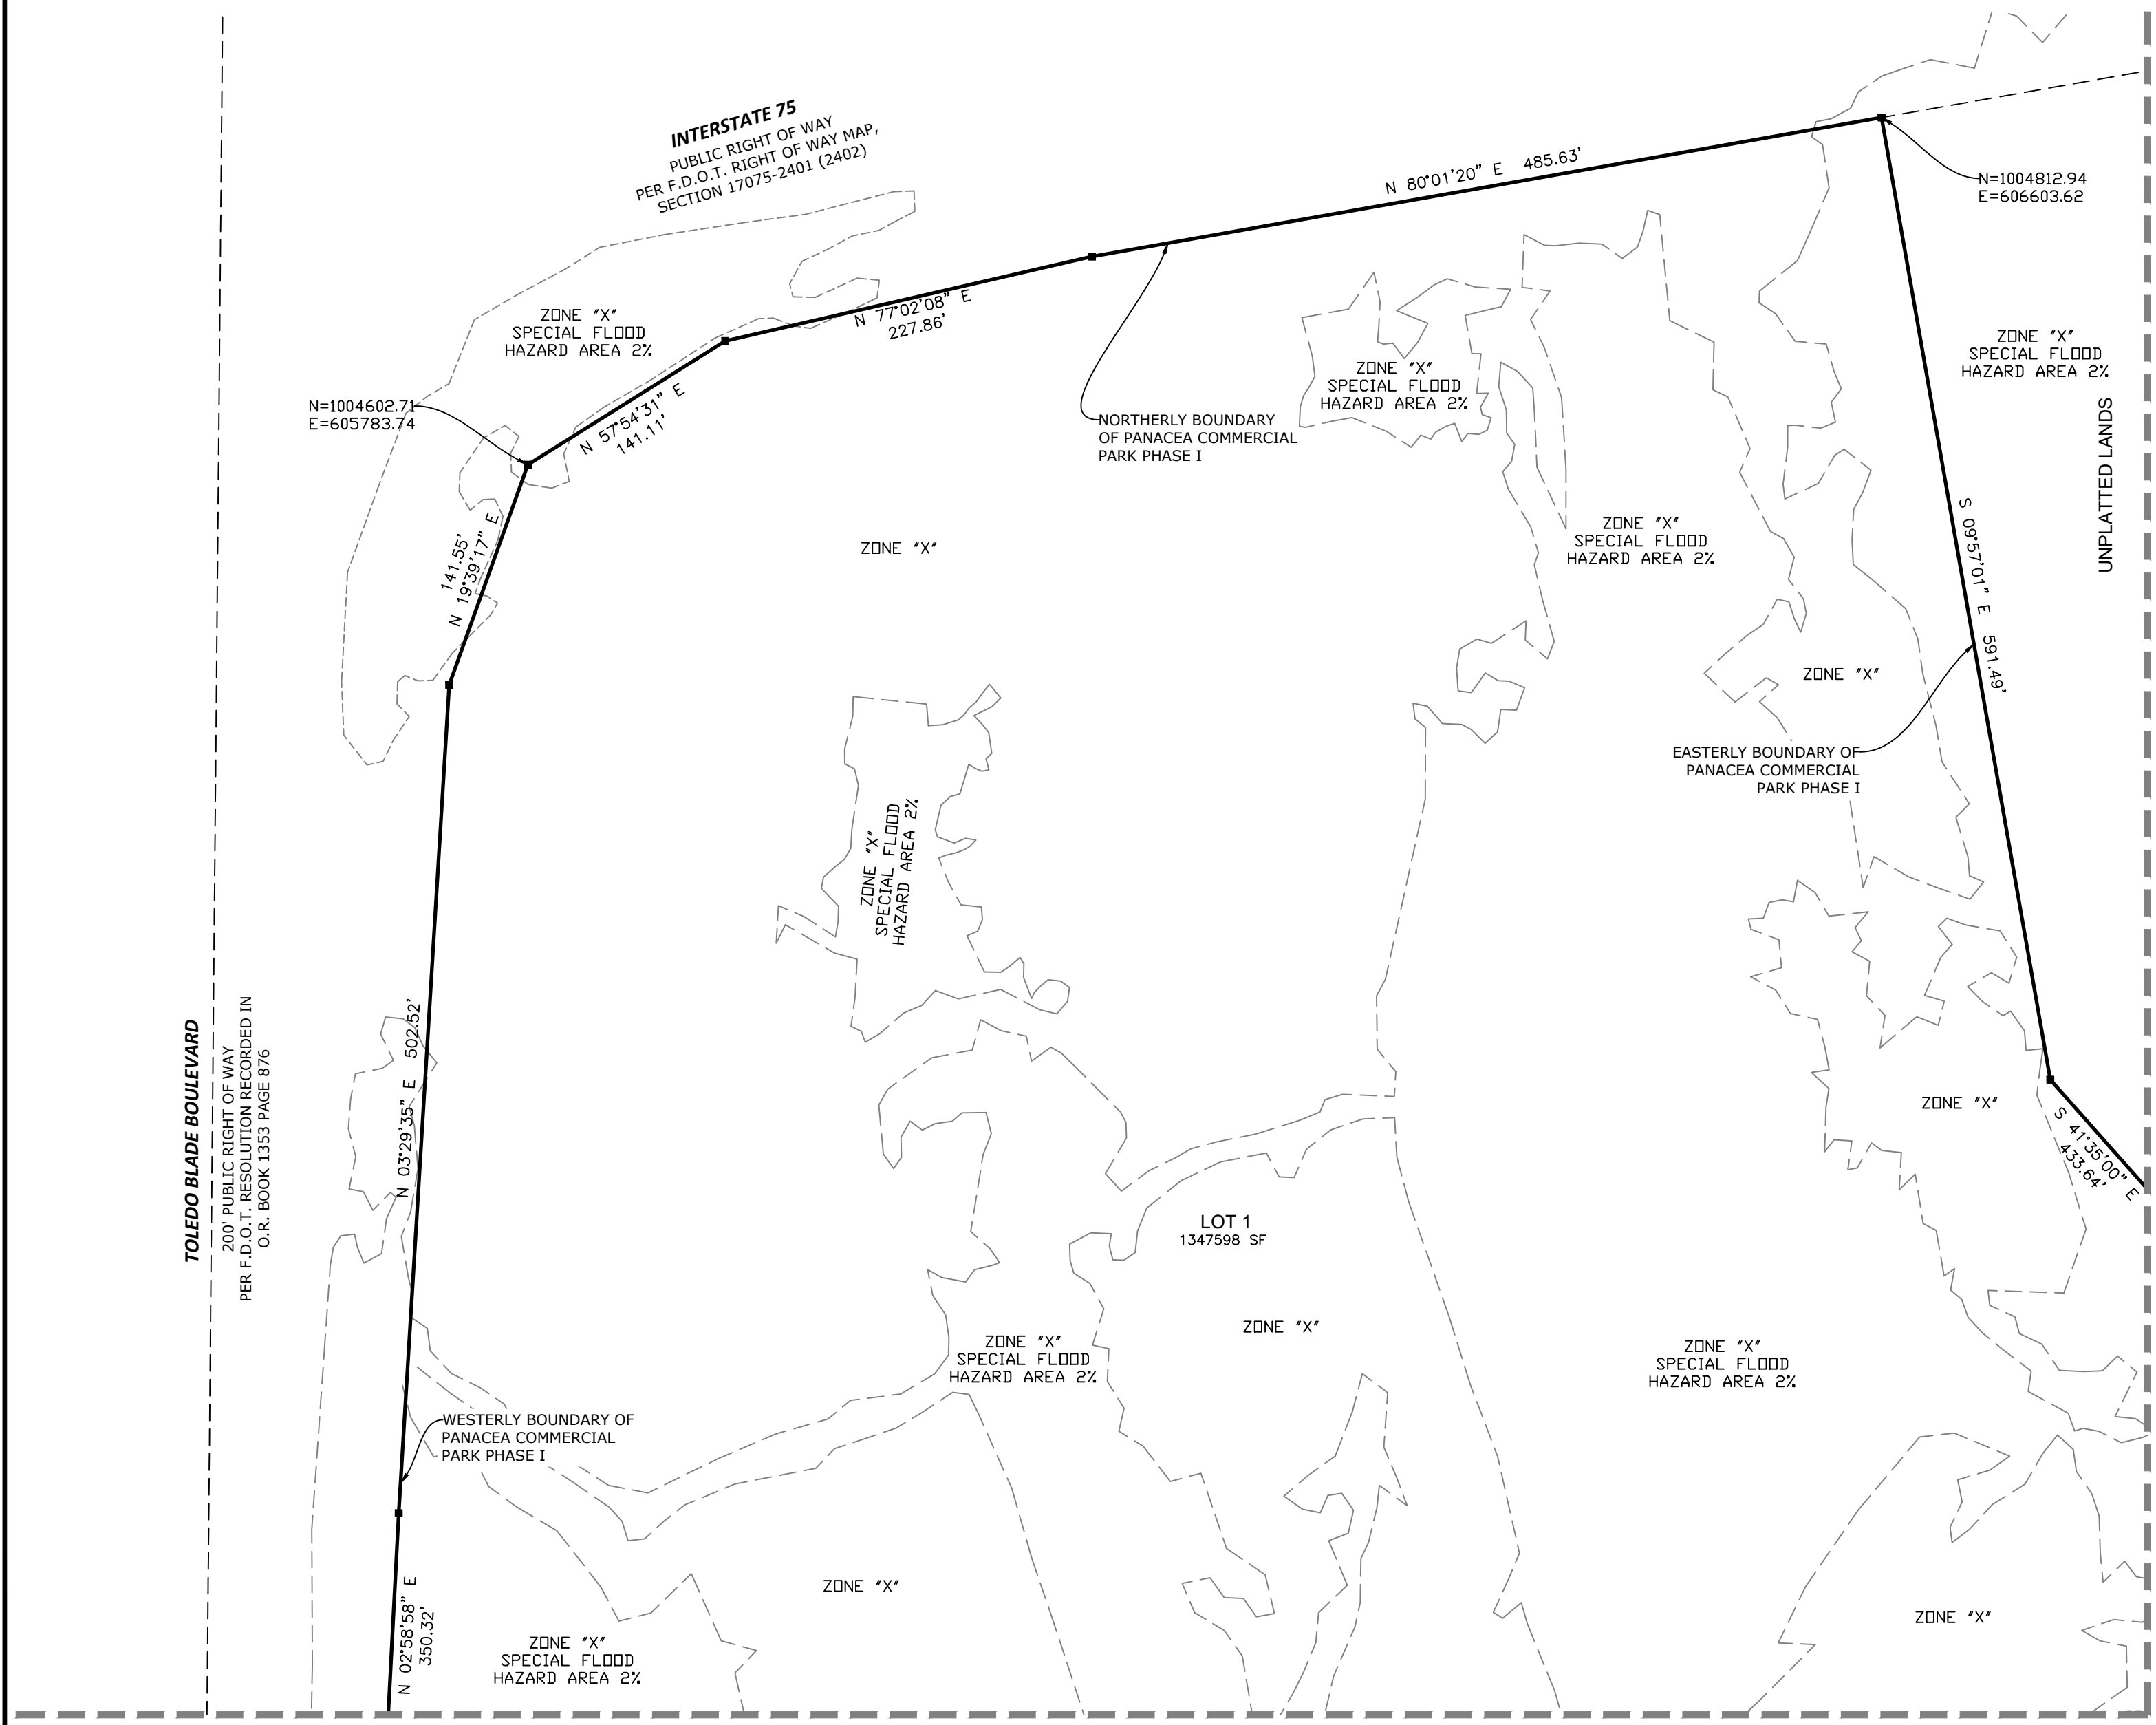 INTERSTATE 75
PUBLIC RIGHT OF WAY
PER F.D.O.T. RIGHT OF WAY MAP,
SECTION 17075-2401 (2402)
N 80°01'20" E 485.63'
N=1004812.94
E=606603.62
ZONE "X"
SPECIAL FLOOD
HAZARD AREA 2%
N 77°02'08" E
227.86'
ZONE "X"
SPECIAL FLOOD
HAZARD AREA 2%
ZONE "X"
SPECIAL FLOOD
HAZARD AREA 2%
UNPLATTED LANDS
N=1004602.71
E=605783.74
N 57°54'31" E
141.11'
NORTHERLY BOUNDARY
OF PANACEA COMMERCIAL
PARK PHASE I
141.55'
N 19°39'17" E
ZONE "X"
ZONE "X"
SPECIAL FLOOD
HAZARD AREA 2%
S 09°57'01" E 591.49'
ZONE "X"
EASTERLY BOUNDARY OF
PANACEA COMMERCIAL
PARK PHASE I
ZONE "X"
SPECIAL FLOOD
HAZARD AREA 2%
TOLEDO BLADE BOULEVARD
200' PUBLIC RIGHT OF WAY
PER F.D.O.T. RESOLUTION RECORDED IN
O.R. BOOK 1353 PAGE 876
N 03°29'35" E 502.52'
ZONE "X"
S 41°35'00" E
433.64'
LOT 1
1347598 SF
ZONE "X"
ZONE "X"
SPECIAL FLOOD
HAZARD AREA 2%
ZONE "X"
SPECIAL FLOOD
HAZARD AREA 2%
WESTERLY BOUNDARY OF
PANACEA COMMERCIAL
PARK PHASE I
ZONE "X"
ZONE "X"
N 02°58'58" E
350.32'
ZONE "X"
SPECIAL FLOOD
HAZARD AREA 2%